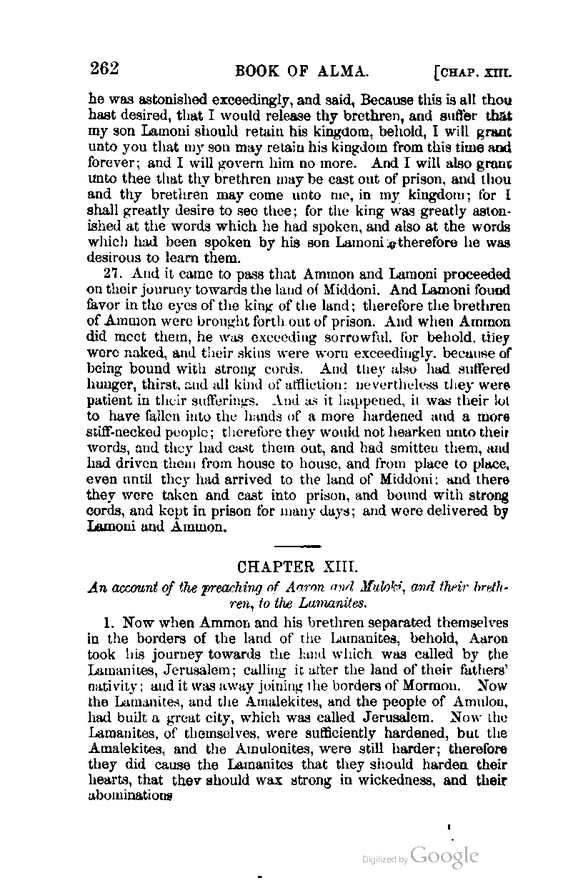 262 BOOK OF ALMA. [CHAP. XIII.
he was astonished exceedingly, and said, Because this is all thou
hast desired, that I would release thy brethren, and suffer that
my son Lamoni should retain his kingdom, behold, I will grant
unto you that my son may retain his kingdom from this time and
forever; and I will govern him no more. And I will also grant
unto thee that thy brethren may be cast out of prison, and thou
and thy brethren may come unto me, in my kingdom; for I
shall greatly desire to see thee; for the king was greatly aston-
ished at the words which he had spoken, and also at the words
which had been spoken by his son Lamoni; therefore he was
desirous to learn them.
27. And it came to pass that Ammon and Lamoni proceeded
on their journey towards the land of Middoni. And Lamoni found
favor in the eyes of the king of the land; therefore the brethren
of Ammon were brought forth out of prison. And when Ammon
did meet them, he was exceeding sorrowful, for behold, they
were naked, and their skins were worn exceedingly, because of
being bound with strong cords. And they also had suffered
hunger, thirst, and all kind of affliction; nevertheless they were
patient in their sufferings. And as it happened, it was their lot
to have fallen into the hands of a more hardened and a more
stiff-necked people; therefore they would not hearken unto their
words, and they had cast them out, and had smitten them, and
had driven them from house to house, and from place to place,
even until they had arrived to the land of Middoni; and there
they were taken and cast into prison, and bound with strong
cords, and kept in prison for many days; and were delivered by
Lamoni and Ammon.
CHAPTER XIII.
An account of the preaching of Aaron and Muloki, and their breth-
ren, to the Lamanites.
1. Now when Ammon and his brethren separated themselves
in the borders of the land of the Lamanites, behold, Aaron
took his journey towards the land which was called by the
Lamanites, Jerusalem; calling it after the land of their fathers'
nativity; and it was away joining the borders of Mormon. Now
the Lamanites, and the Amalekites, and the people of Amulon,
had built a great city, which was called Jerusalem. Now the
Lamanites, of themselves, were sufficiently hardened, but the
Amalekites, and the Amulonites, were still harder; therefore
they did cause the Lamanites that they should harden their
hearts, that they should wax strong in wickedness, and their
abominations
Digitized by Google